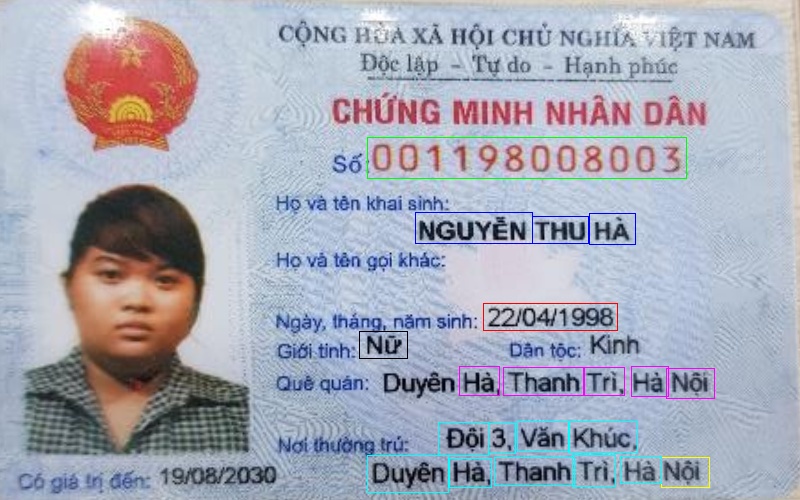 CỘNG HÒA XÃ HỘI CHỦ NGHĨA VIỆT NAM
Độc lập - Tự do - Hạnh phúc
CHỨNG MINH NHÂN DÂN
Số: 001198008003
Họ và tên khai sinh:
NGUYỄN THU HÀ
Họ và tên gọi khác:
Ngày, tháng, năm sinh: 22/04/1998
Giới tính: Nữ Dân tộc: Kinh
Quê quán: Duyên Hà, Thanh Trì, Hà Nội
Nơi thường trú: Đội 3, Văn Khúc,
Duyên Hà, Thanh Trì, Hà Nội
Có giá trị đến: 19/08/2030